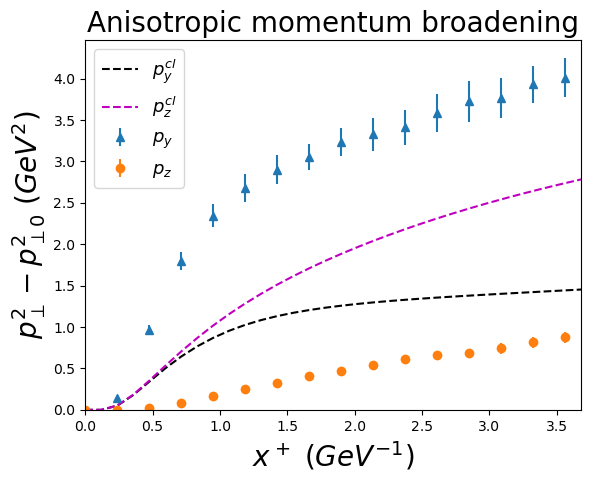 Anisotropic momentum broadening
p_⊥^2 − p_⊥0^2 (GeV^2)
4.0
3.5
3.0
2.5
2.0
1.5
1.0
0.5
0.0
p_y^cl
p_z^cl
p_y
p_z
0.0 0.5 1.0 1.5 2.0 2.5 3.0 3.5
x^+ (GeV^−1)